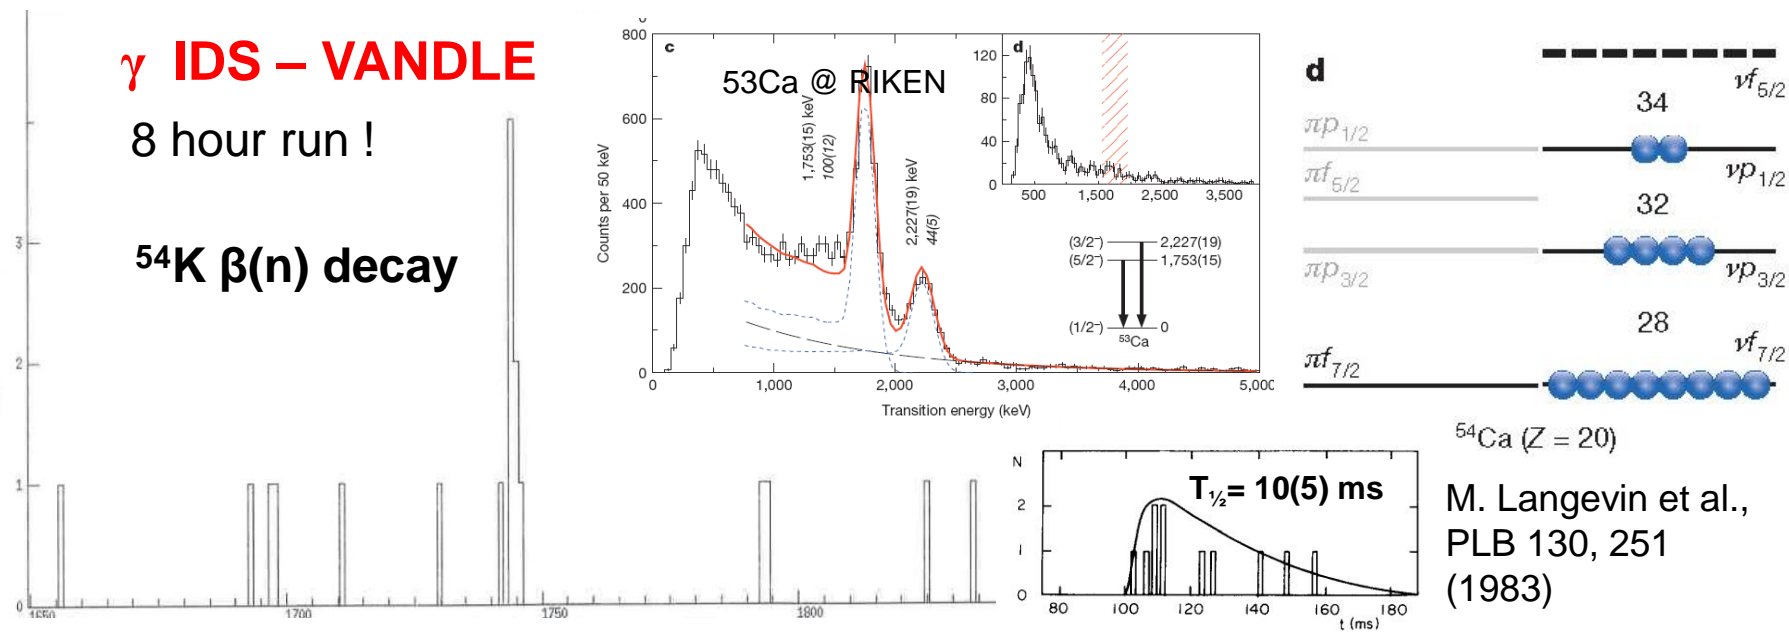 γ IDS – VANDLE
8 hour run !
⁵⁴K β(n) decay
3
2
1
0
1650
1700
1750
1800
c
53Ca @ RIKEN
800
600
400
200
0
Counts per 50 keV
1,753(15) keV
100(12)
2,227(19) keV
44(5)
0 1,000 2,000 3,000 4,000 5,000
Transition energy (keV)
d
120
80
40
0
500 1,500 2,500 3,500
(3/2⁻) 2,227(19)
(5/2⁻) 1,753(15)
(1/2⁻) 0
⁵³Ca
d
νf5/2
34
πp1/2
νp1/2
πf5/2
32
πp3/2
νp3/2
28
πf7/2
νf7/2
⁵⁴Ca (Z = 20)
N
2
1
0
T½= 10(5) ms
80 100 120 140 160 180
t (ms)
M. Langevin et al.,
PLB 130, 251
(1983)